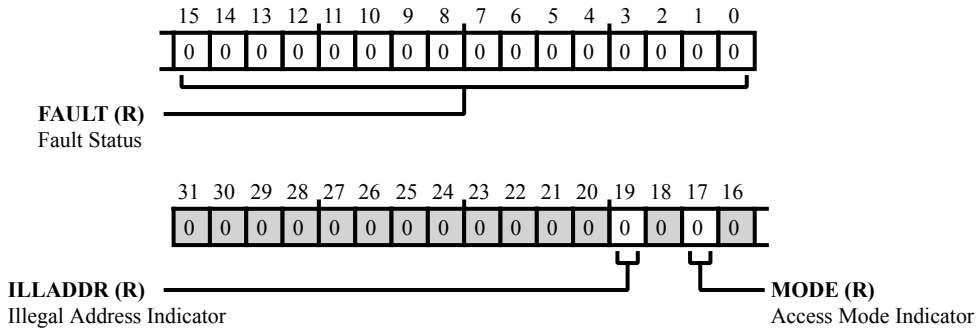 15 14 13 12 11 10 9 8 7 6 5 4 3 2 1 0
0 0 0 0 0 0 0 0 0 0 0 0 0 0 0 0
FAULT (R)
Fault Status
31 30 29 28 27 26 25 24 23 22 21 20 19 18 17 16
0 0 0 0 0 0 0 0 0 0 0 0 0 0 0 0
ILLADDR (R)
Illegal Address Indicator
MODE (R)
Access Mode Indicator